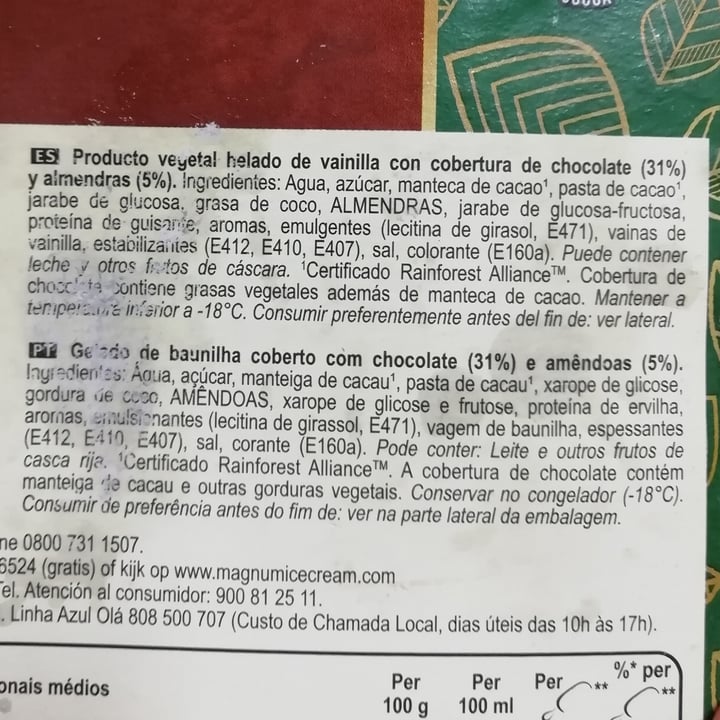 ES Producto vegetal helado de vainilla con cobertura de chocolate (31%)
y almendras (5%). Ingredientes: Agua, azúcar, manteca de cacao¹, pasta de cacao¹,
jarabe de glucosa, grasa de coco, ALMENDRAS, jarabe de glucosa-fructosa,
proteína de guisante, aromas, emulgentes (lecitina de girasol, E471), vainas de
vainilla, estabilizantes (E412, E410, E407), sal, colorante (E160a). Puede contener
leche y otros frutos de cáscara. ¹Certificado Rainforest Alliance™. Cobertura de
chocolate contiene grasas vegetales además de manteca de cacao. Mantener a
temperatura inferior a -18°C. Consumir preferentemente antes del fin de: ver lateral.
PT Gelado de baunilha coberto com chocolate (31%) e amêndoas (5%).
Ingredientes: Água, açúcar, manteiga de cacau¹, pasta de cacau¹, xarope de glicose,
gordura de coco, AMÊNDOAS, xarope de glicose e frutose, proteína de ervilha,
aromas, emulsionantes (lecitina de girassol, E471), vagem de baunilha, espessantes
(E412, E410, E407), sal, corante (E160a). Pode conter: Leite e outros frutos de
casca rija. ¹Certificado Rainforest Alliance™. A cobertura de chocolate contém
manteiga de cacau e outras gorduras vegetais. Conservar no congelador (-18°C).
Consumir de preferência antes do fim de: ver na parte lateral da embalagem.
ne 0800 731 1507.
6524 (gratis) of kijk op www.magnumicecream.com
Tel. Atención al consumidor: 900 81 25 11.
. Linha Azul Olá 808 500 707 (Custo de Chamada Local, dias úteis das 10h às 17h).
onais médios Per 100 g Per 100 ml Per ** %* per **